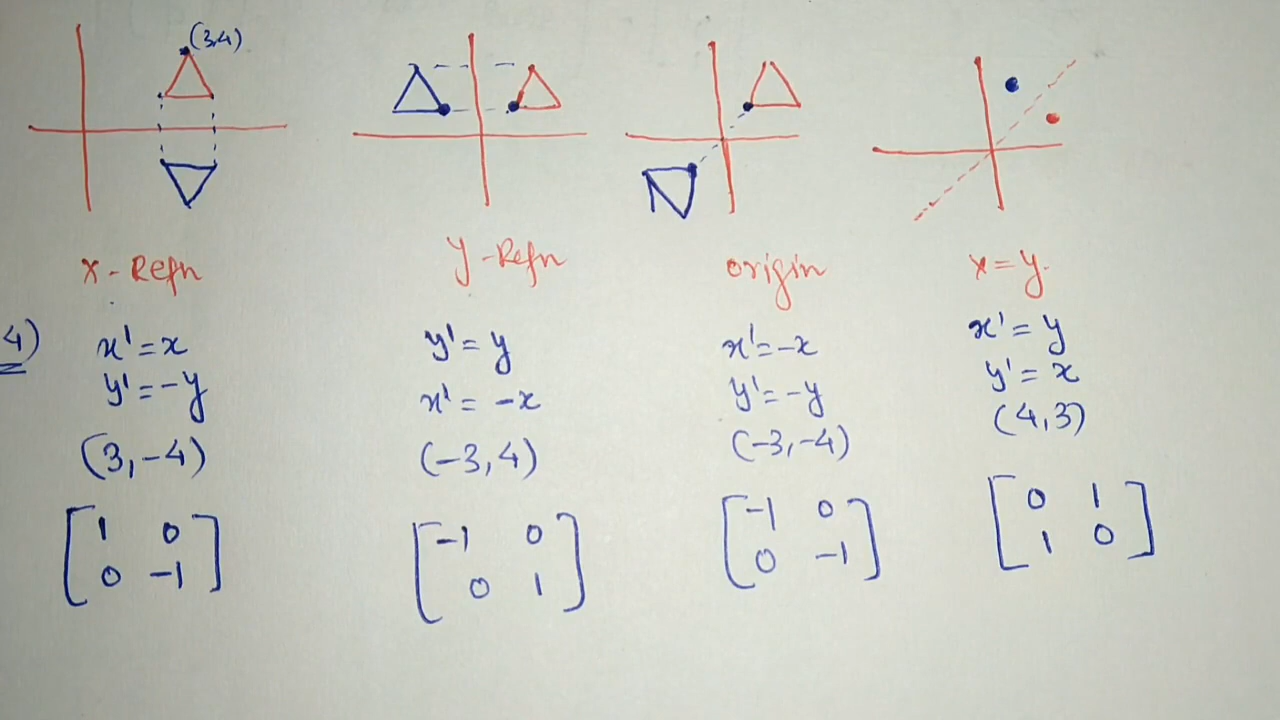 (3,4)
x-Refn
y-Refn
origin
x=y
4)
x'=x
y'=-y
(3,-4)
[1 0
0 -1]
y'=y
x'=-x
(-3,4)
[-1 0
0 1]
x'=-x
y'=-y
(-3,-4)
[-1 0
0 -1]
x'=y
y'=x
(4,3)
[0 1
1 0]